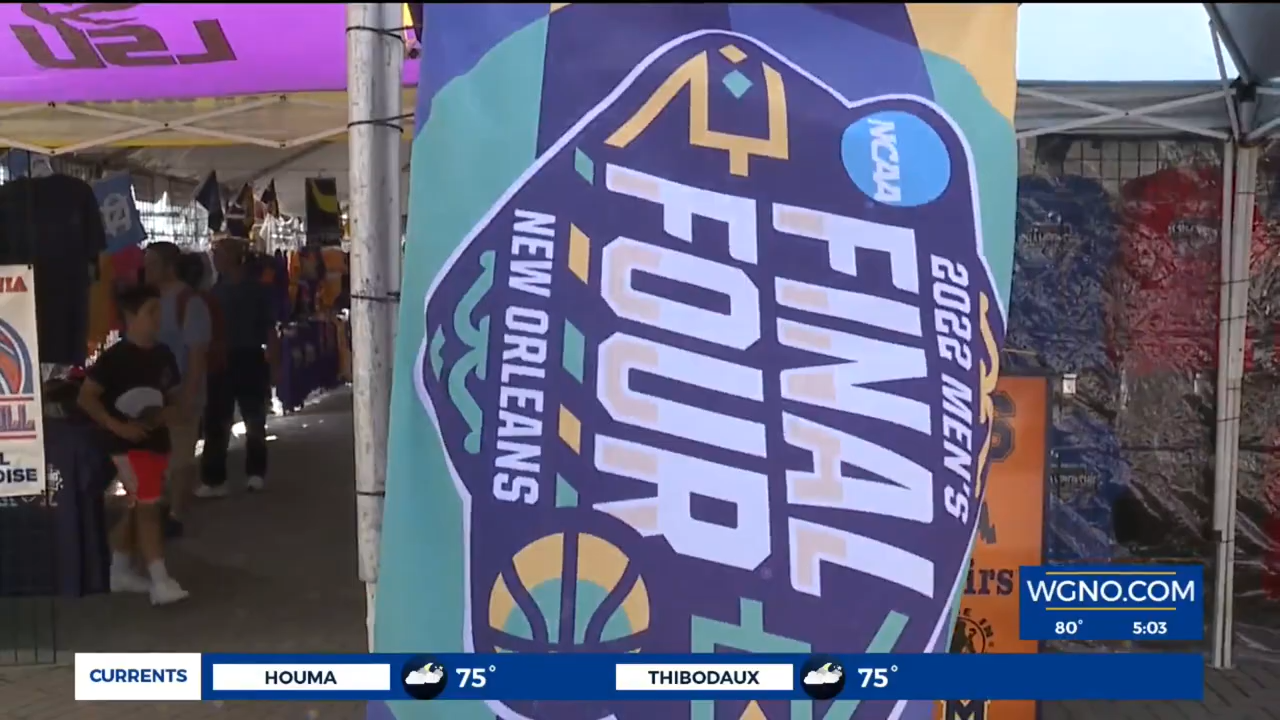 LSU
NCAA
2022 MEN'S
FINAL
FOUR
NEW ORLEANS
WGNO.COM
80° 5:03
CURRENTS HOUMA 75° THIBODAUX 75°